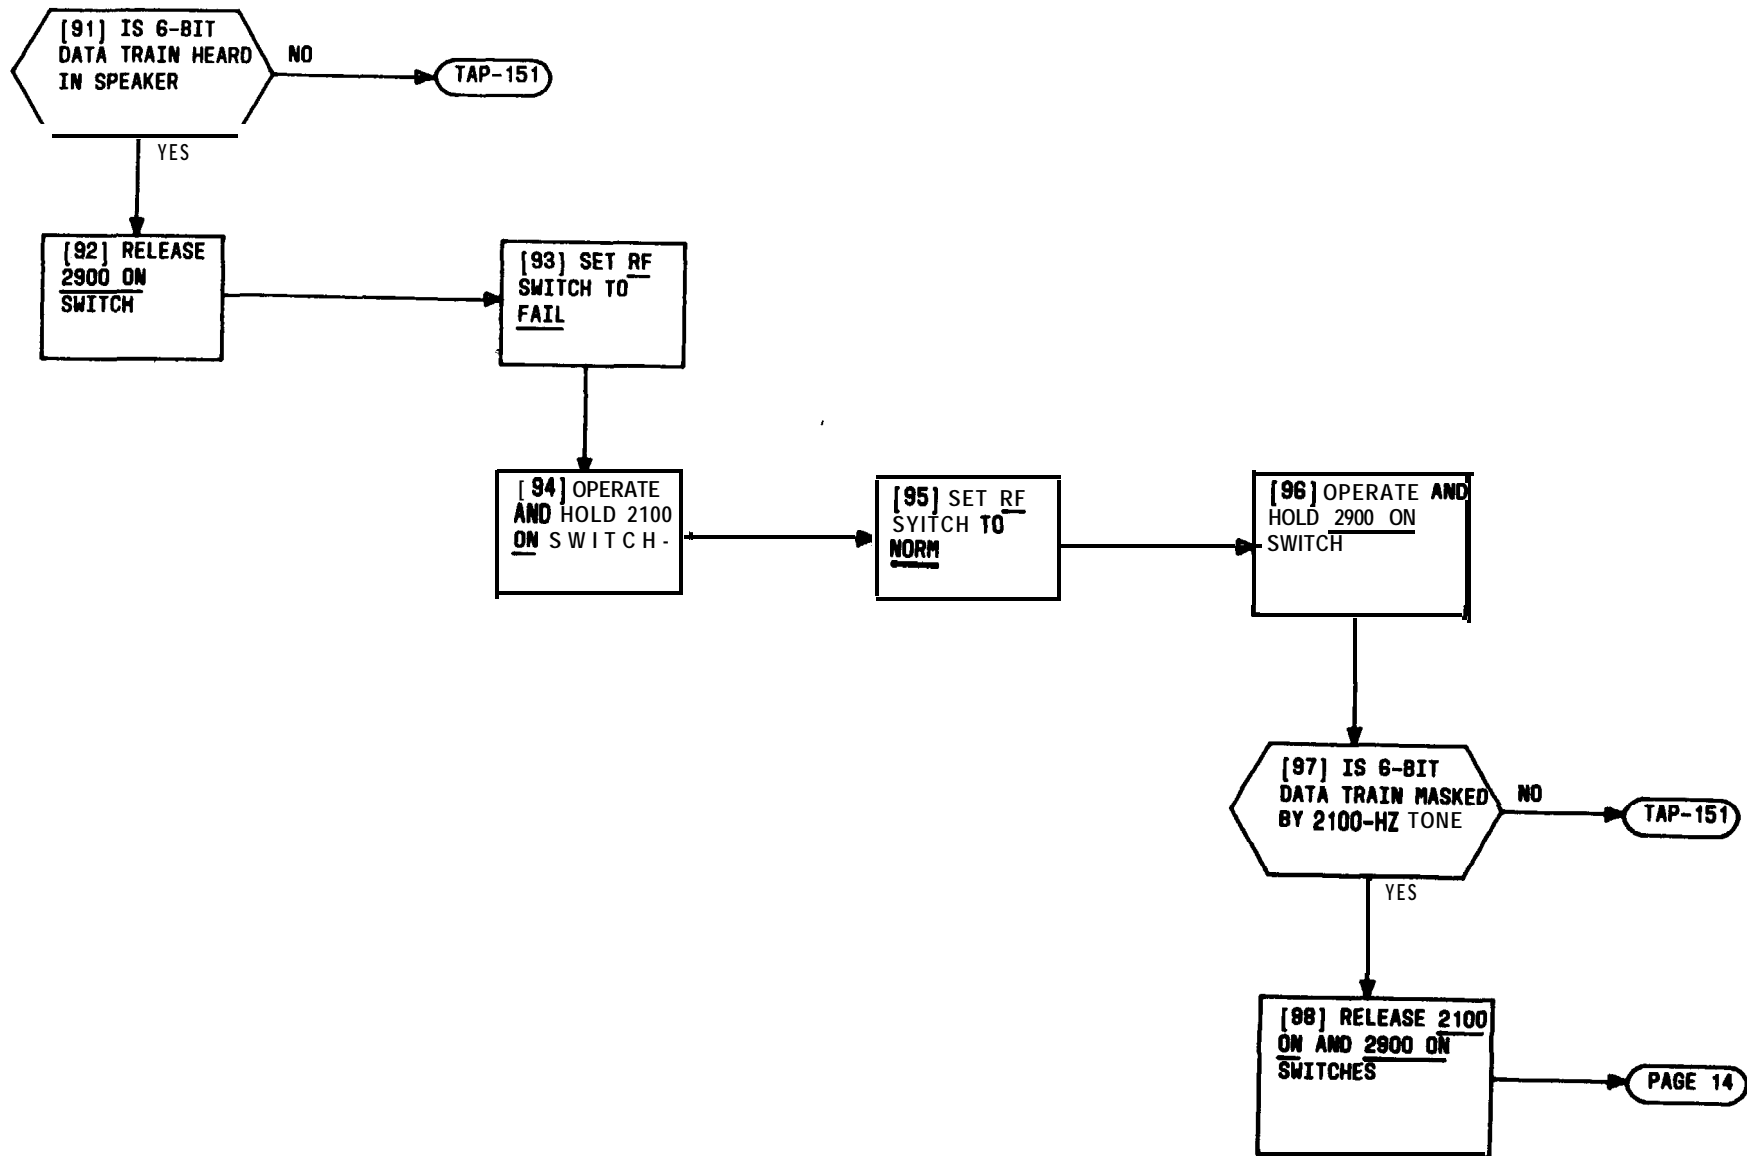 [91] IS 6-BIT
DATA TRAIN HEARD
IN SPEAKER
NO
TAP-151
YES
[92] RELEASE
2900 ON
SWITCH
[93] SET RF
SWITCH TO
FAIL
[94] OPERATE
AND HOLD 2100
ON SWITCH-
[95] SET RF
SYITCH TO
NORM
[96] OPERATE AND
HOLD 2900 ON
SWITCH
[97] IS 6-BIT
DATA TRAIN MASKED
BY 2100-HZ TONE
NO
TAP-151
YES
[98] RELEASE 2100
ON AND 2900 ON
SWITCHES
PAGE 14